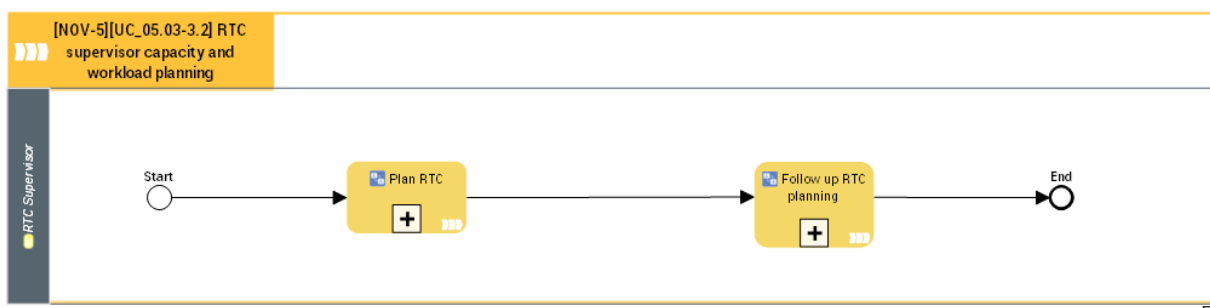 [NOV-5][UC_05.03-3.2] RTC
supervisor capacity and
workload planning
RTC Supervisor
Start
Plan RTC
Follow up RTC
planning
End